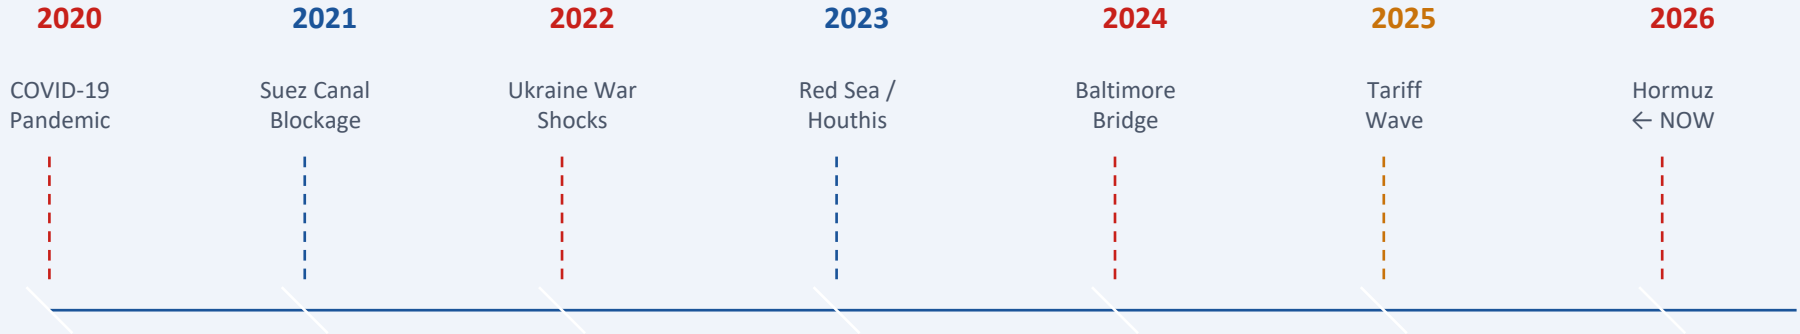 2020 2021 2022 2023 2024 2025 2026
COVID-19 Suez Canal Ukraine War Red Sea / Baltimore Tariff Hormuz
Pandemic Blockage Shocks Houthis Bridge Wave ← NOW